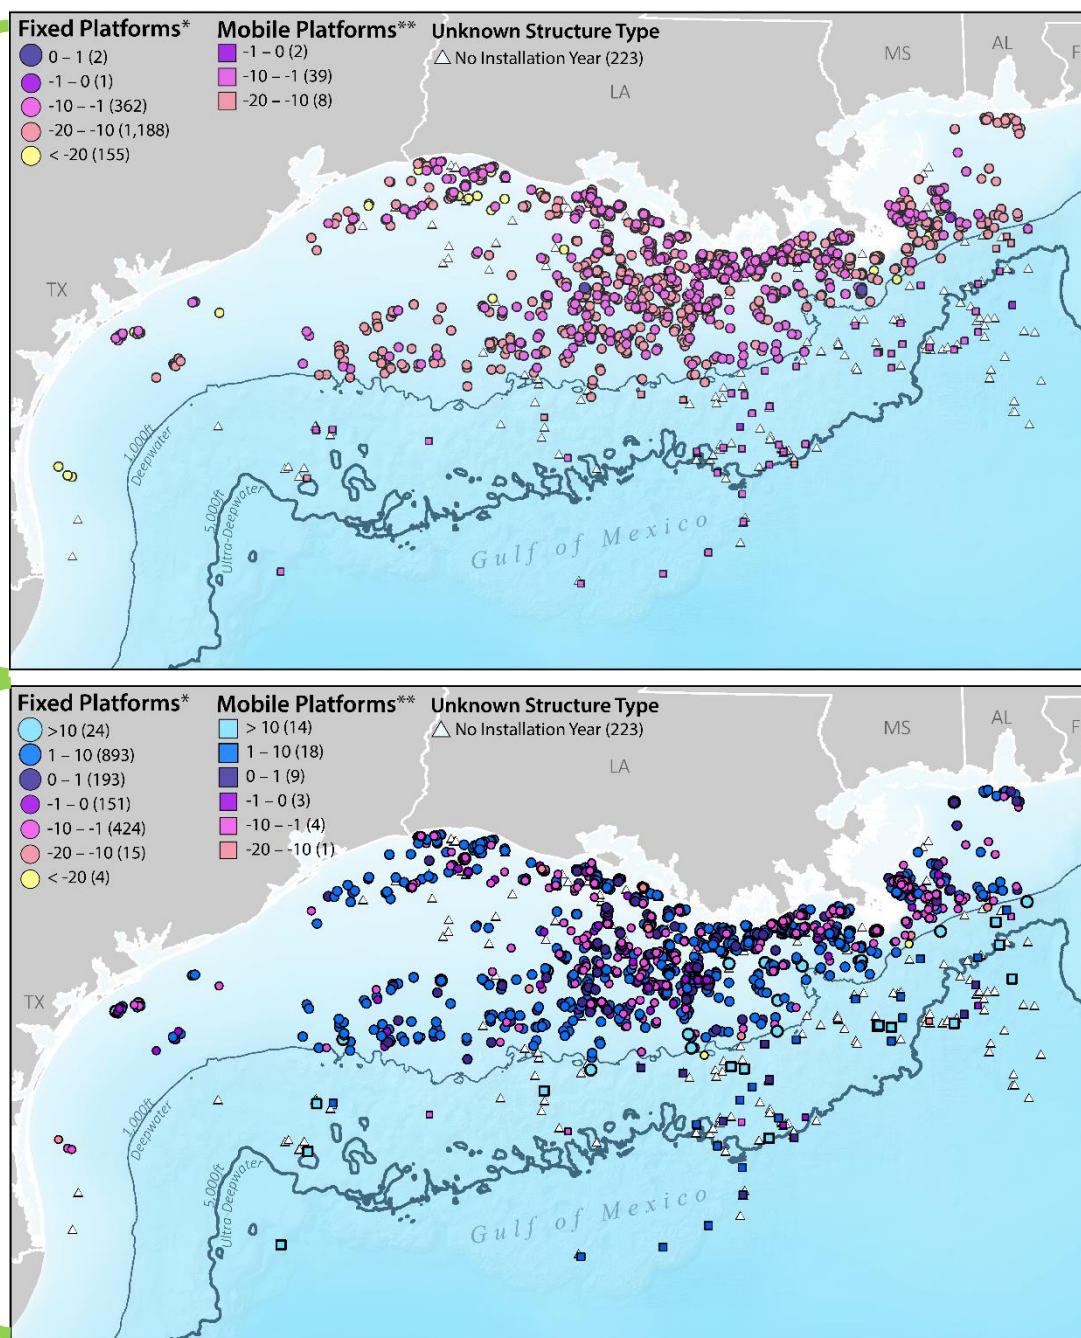 Fixed Platforms*
0 – 1 (2)
-1 – 0 (1)
-10 – -1 (362)
-20 – -10 (1,188)
< -20 (155)
Mobile Platforms**
-1 – 0 (2)
-10 – -1 (39)
-20 – -10 (8)
Unknown Structure Type
No Installation Year (223)
LA
MS
AL
F
TX
1,000ft
Deepwater
5,000ft
Ultra-Deepwater
Gulf of Mexico
Fixed Platforms*
>10 (24)
1 – 10 (893)
0 – 1 (193)
-1 – 0 (151)
-10 – -1 (424)
-20 – -10 (15)
< -20 (4)
Mobile Platforms**
> 10 (14)
1 – 10 (18)
0 – 1 (9)
-1 – 0 (3)
-10 – -1 (4)
-20 – -10 (1)
Unknown Structure Type
No Installation Year (223)
LA
MS
AL
F
TX
1,000ft
Deepwater
5,000ft
Ultra-Deepwater
Gulf of Mexico